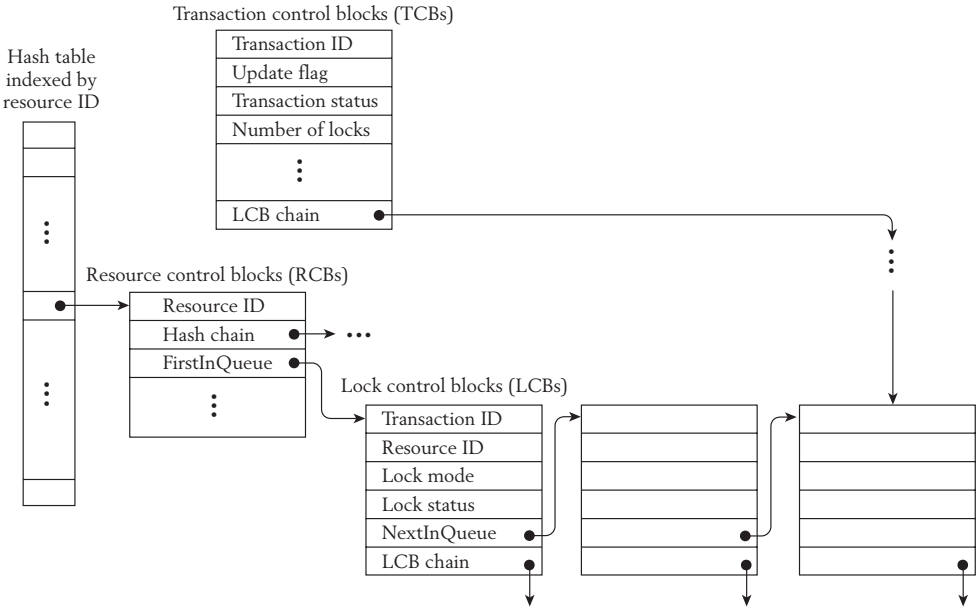 Transaction control blocks (TCBs)
Transaction ID
Update flag
Transaction status
Number of locks
LCB chain
Hash table
indexed by
resource ID
Resource control blocks (RCBs)
Resource ID
Hash chain
FirstInQueue
Lock control blocks (LCBs)
Transaction ID
Resource ID
Lock mode
Lock status
NextInQueue
LCB chain